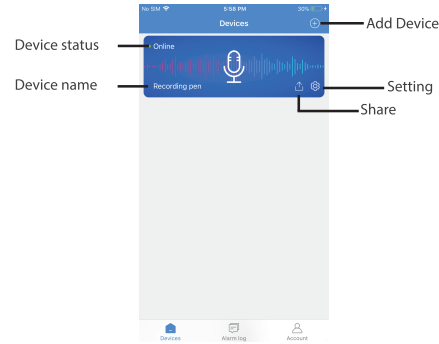 No SIM 5:58 PM 30%
Devices
Add Device
Device status
Online
Device name
Recording pen
Setting
Share
Devices Alarm log Account